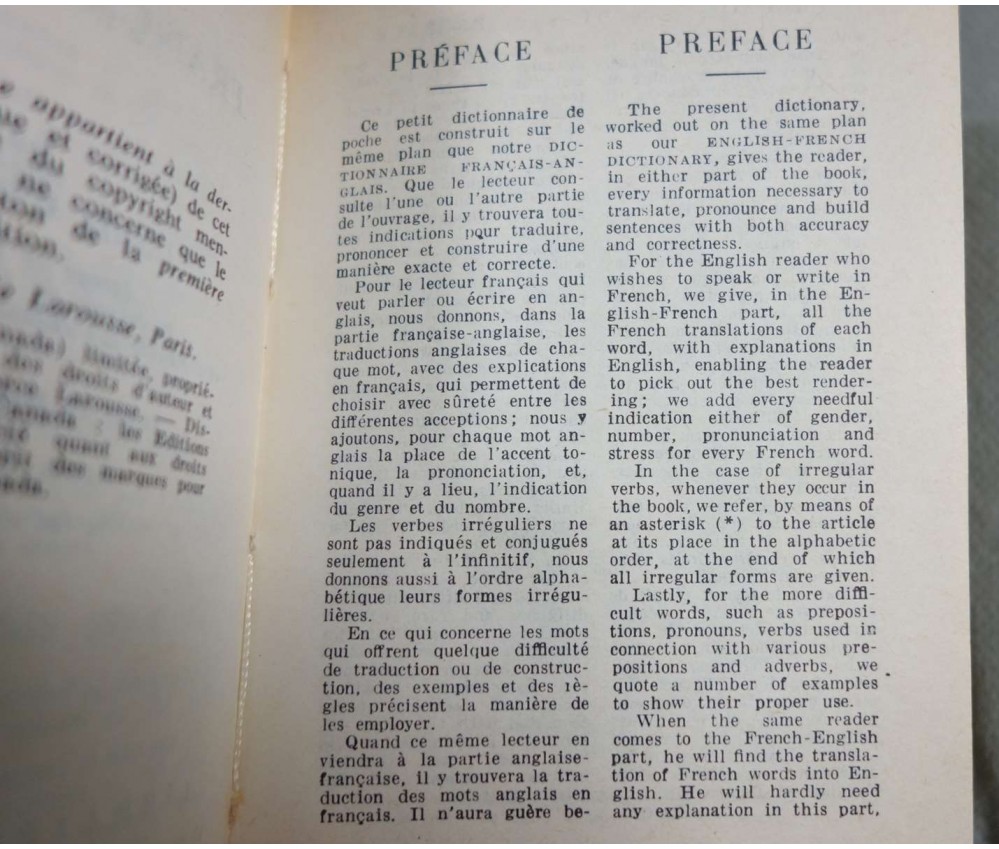 e appartient à la der-
ue et corrigée) de cet
du copyright men-
ne concerne que le
tion de la première
ition.
Larousse, Paris.
limitée, proprié-
des droits d'auteur et
Larousse. — Dis-
Canada : les Editions
quant aux droits
des marques pour
PRÉFACE
Ce petit dictionnaire de
poche est construit sur le
même plan que notre DIC-
TIONNAIRE FRANÇAIS-AN-
GLAIS. Que le lecteur con-
sulte l'une ou l'autre partie
de l'ouvrage, il y trouvera tou-
tes indications pour traduire,
prononcer et construire d'une
manière exacte et correcte.
Pour le lecteur français qui
veut parler ou écrire en an-
glais, nous donnons, dans la
partie française-anglaise, les
traductions anglaises de cha-
que mot, avec des explications
en français, qui permettent de
choisir avec sûreté entre les
différentes acceptions; nous y
ajoutons, pour chaque mot an-
glais la place de l'accent to-
nique, la prononciation, et,
quand il y a lieu, l'indication
du genre et du nombre.
Les verbes irréguliers ne
sont pas indiqués et conjugués
seulement à l'infinitif, nous
donnons aussi à l'ordre alpha-
bétique leurs formes irrégu-
lières.
En ce qui concerne les mots
qui offrent quelque difficulté
de traduction ou de construc-
tion, des exemples et des rè-
gles précisent la manière de
les employer.
Quand ce même lecteur en
viendra à la partie anglaise-
française, il y trouvera la tra-
duction des mots anglais en
français. Il n'aura guère be-
PREFACE
The present dictionary,
worked out on the same plan
as our ENGLISH-FRENCH
DICTIONARY, gives the reader,
in either part of the book,
every information necessary to
translate, pronounce and build
sentences with both accuracy
and correctness.
For the English reader who
wishes to speak or write in
French, we give, in the En-
glish-French part, all the
French translations of each
word, with explanations in
English, enabling the reader
to pick out the best render-
ing; we add every needful
indication either of gender,
number, pronunciation and
stress for every French word.
In the case of irregular
verbs, whenever they occur in
the book, we refer, by means of
an asterisk (*) to the article
at its place in the alphabetic
order, at the end of which
all irregular forms are given.
Lastly, for the more diffi-
cult words, such as preposi-
tions, pronouns, verbs used in
connection with various pre-
positions and adverbs, we
quote a number of examples
to show their proper use.
When the same reader
comes to the French-English
part, he will find the transla-
tion of French words into En-
glish. He will hardly need
any explanation in this part,